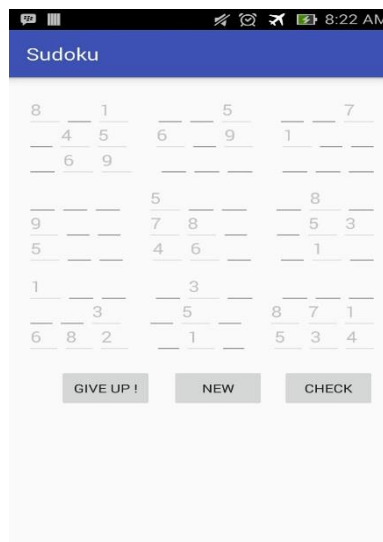 8:22 AM
Sudoku
8 1 5 7
4 5 6 9 1
6 9
5 8
9 7 8 5 3
5 4 6 1
1 3
3 5 8 7 1
6 8 2 1 5 3 4
GIVE UP ! NEW CHECK